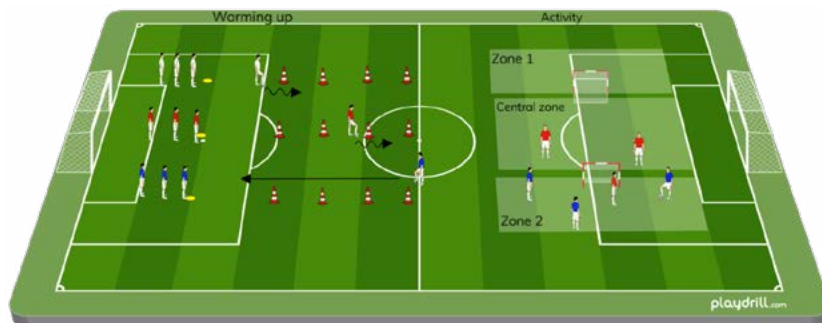 Warming up
Activity
Zone 1
Central zone
Zone 2
playdrill.com